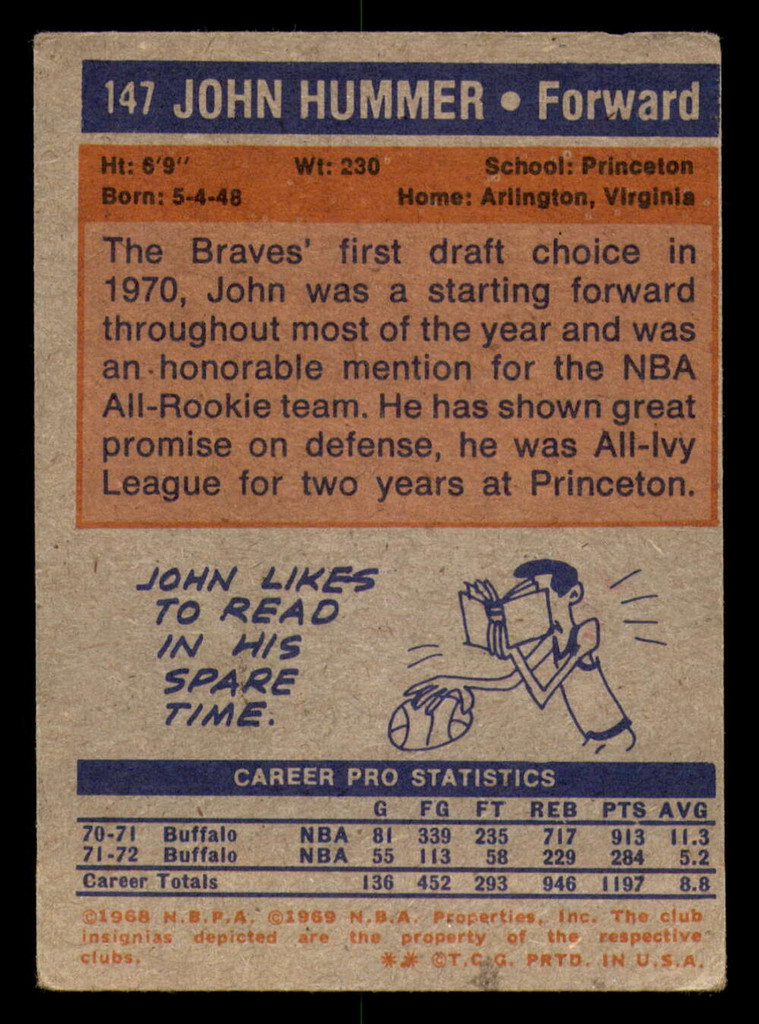 147 JOHN HUMMER • Forward
Ht: 6'9" Wt: 230 School: Princeton
Born: 5-4-48 Home: Arlington, Virginia
The Braves' first draft choice in
1970, John was a starting forward
throughout most of the year and was
an honorable mention for the NBA
All-Rookie team. He has shown great
promise on defense, he was All-Ivy
League for two years at Princeton.
JOHN LIKES
TO READ
IN HIS
SPARE
TIME.
CAREER PRO STATISTICS
G FG FT REB PTS AVG
70-71 Buffalo NBA 81 339 235 717 913 11.3
71-72 Buffalo NBA 55 113 58 229 284 5.2
Career Totals 136 452 293 946 1197 8.8
©1968 N.B.P.A. ©1969 N.B.A. Properties, Inc. The club
insignias depicted are the property of the respective
clubs. ** ©T.C.G. PRTD. IN U.S.A.